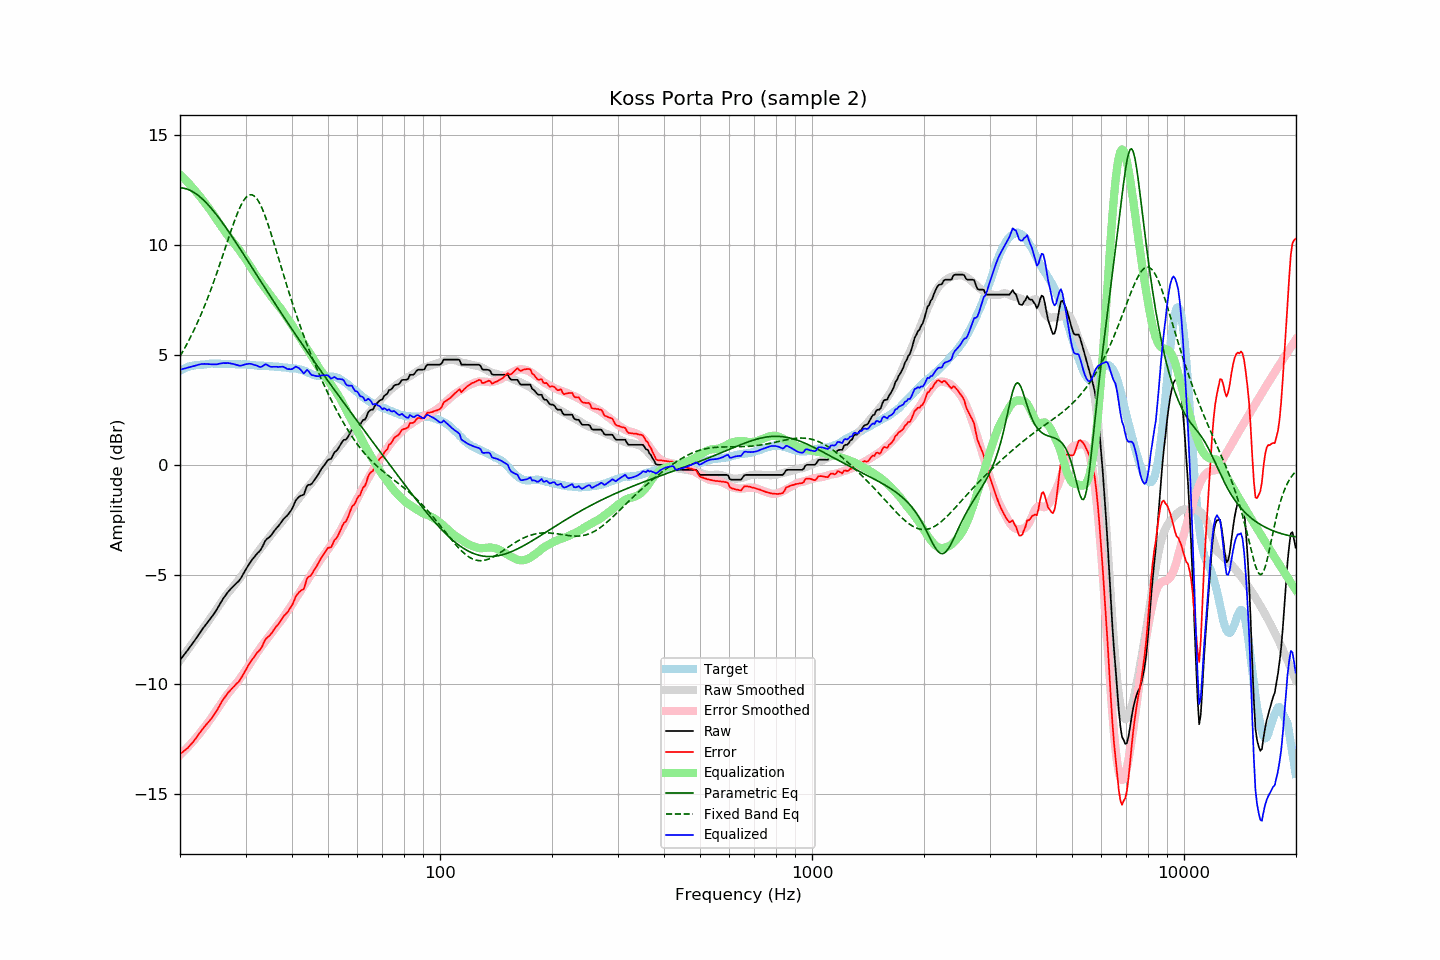 Koss Porta Pro (sample 2)
15
10
5
0
−5
−10
−15
Amplitude (dBr)
Target
Raw Smoothed
Error Smoothed
Raw
Error
Equalization
Parametric Eq
Fixed Band Eq
Equalized
100
1000
10000
Frequency (Hz)